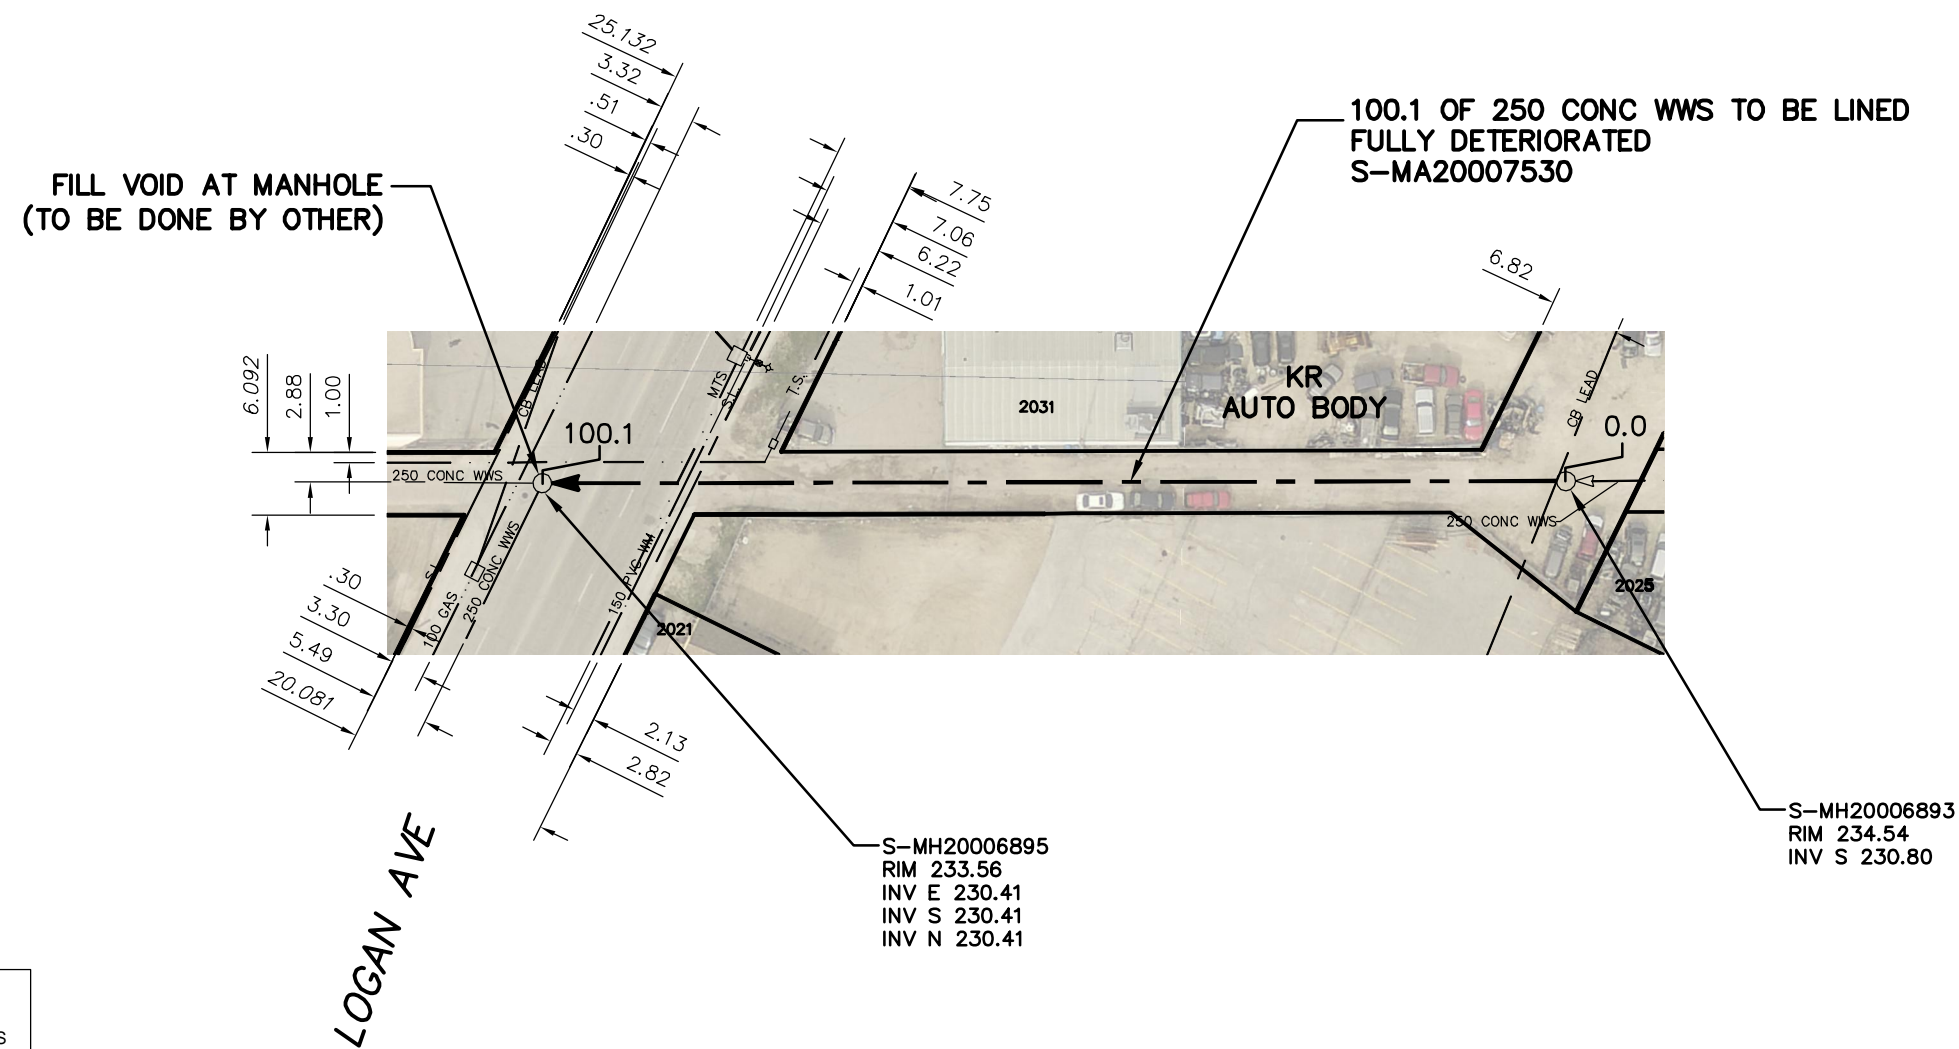 25.132
3.32
.51
.30
100.1 OF 250 CONC WWS TO BE LINED
FULLY DETERIORATED
S-MA20007530
FILL VOID AT MANHOLE
(TO BE DONE BY OTHER)
7.75
7.06
6.22
1.01
6.82
6.092
2.88
1.00
CB LEAD
MTS
S.L.
T.S.
2031
KR
AUTO BODY
CB LEAD
0.0
100.1
250 CONC WWS
250 CONC WWS
S.L.
100 GAS
250 CONC WWS
150 PVC WM
2021
2025
.30
3.30
5.49
20.081
2.13
2.82
S-MH20006895
RIM 233.56
INV E 230.41
INV S 230.41
INV N 230.41
S-MH20006893
RIM 234.54
INV S 230.80
LOGAN AVE
S